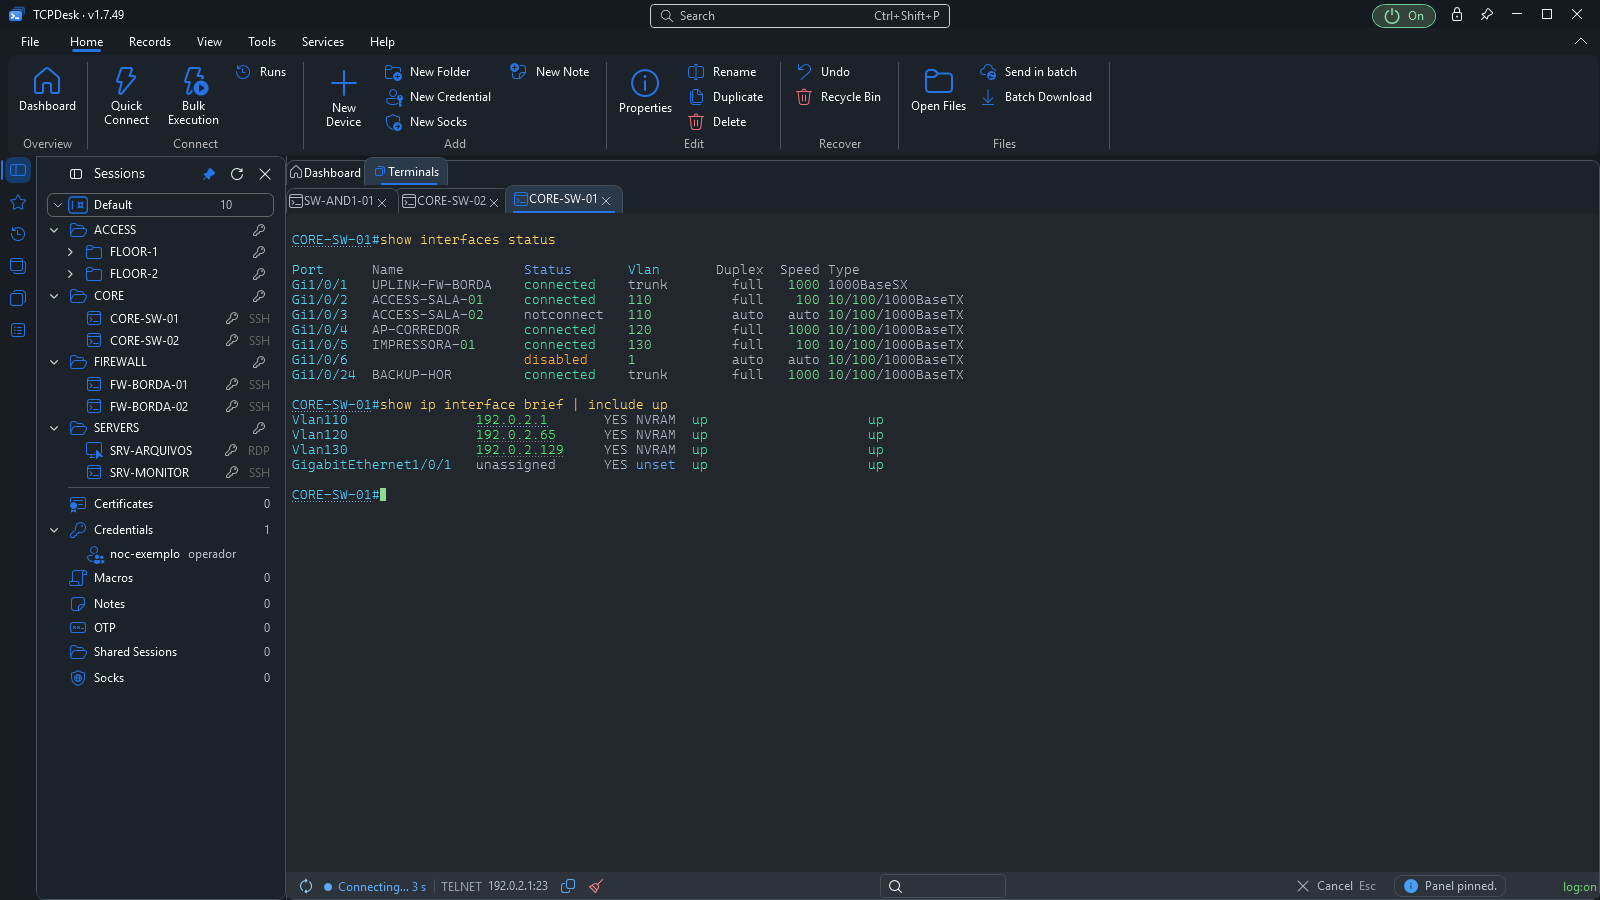 TCPDesk · v1.7.49
Search Ctrl+Shift+P
On
File Home Records View Tools Services Help
Dashboard
Overview
Quick Connect
Bulk Execution
Runs
Connect
New Device
New Folder
New Credential
New Socks
New Note
Add
Properties
Rename
Duplicate
Delete
Edit
Undo
Recycle Bin
Recover
Open Files
Send in batch
Batch Download
Files
Sessions
Default 10
ACCESS
FLOOR-1
FLOOR-2
CORE
CORE-SW-01 SSH
CORE-SW-02 SSH
FIREWALL
FW-BORDA-01 SSH
FW-BORDA-02 SSH
SERVERS
SRV-ARQUIVOS RDP
SRV-MONITOR SSH
Certificates 0
Credentials 1
noc-exemplo operador
Macros 0
Notes 0
OTP 0
Shared Sessions 0
Socks 0
Dashboard Terminals
SW-AND1-01 CORE-SW-02 CORE-SW-01
CORE-SW-01#show interfaces status
Port Name Status Vlan Duplex Speed Type
Gi1/0/1 UPLINK-FW-BORDA connected trunk full 1000 1000BaseSX
Gi1/0/2 ACCESS-SALA-01 connected 110 full 100 10/100/1000BaseTX
Gi1/0/3 ACCESS-SALA-02 notconnect 110 auto auto 10/100/1000BaseTX
Gi1/0/4 AP-CORREDOR connected 120 full 1000 10/100/1000BaseTX
Gi1/0/5 IMPRESSORA-01 connected 130 full 100 10/100/1000BaseTX
Gi1/0/6 disabled 1 auto auto 10/100/1000BaseTX
Gi1/0/24 BACKUP-HOR connected trunk full 1000 10/100/1000BaseTX
CORE-SW-01#show ip interface brief | include up
Vlan110 192.0.2.1 YES NVRAM up up
Vlan120 192.0.2.65 YES NVRAM up up
Vlan130 192.0.2.129 YES NVRAM up up
GigabitEthernet1/0/1 unassigned YES unset up up
CORE-SW-01#
Connecting... 3 s TELNET 192.0.2.1:23
Cancel Esc
Panel pinned.
log:on